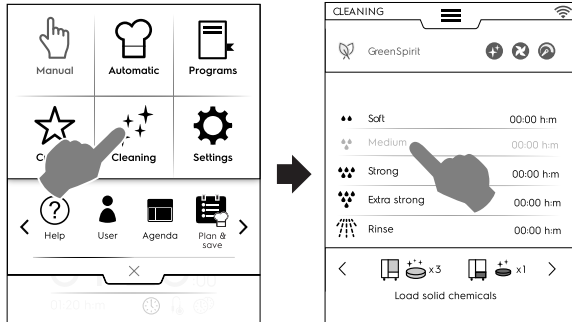 Manual Automatic Programs
Cleaning Settings
Help User Agenda Plan &
save
01:20 h:m
CLEANING
GreenSpirit
Soft 00:00 h:m
Medium 00:00 h:m
Strong 00:00 h:m
Extra strong 00:00 h:m
Rinse 00:00 h:m
x3 x1
Load solid chemicals